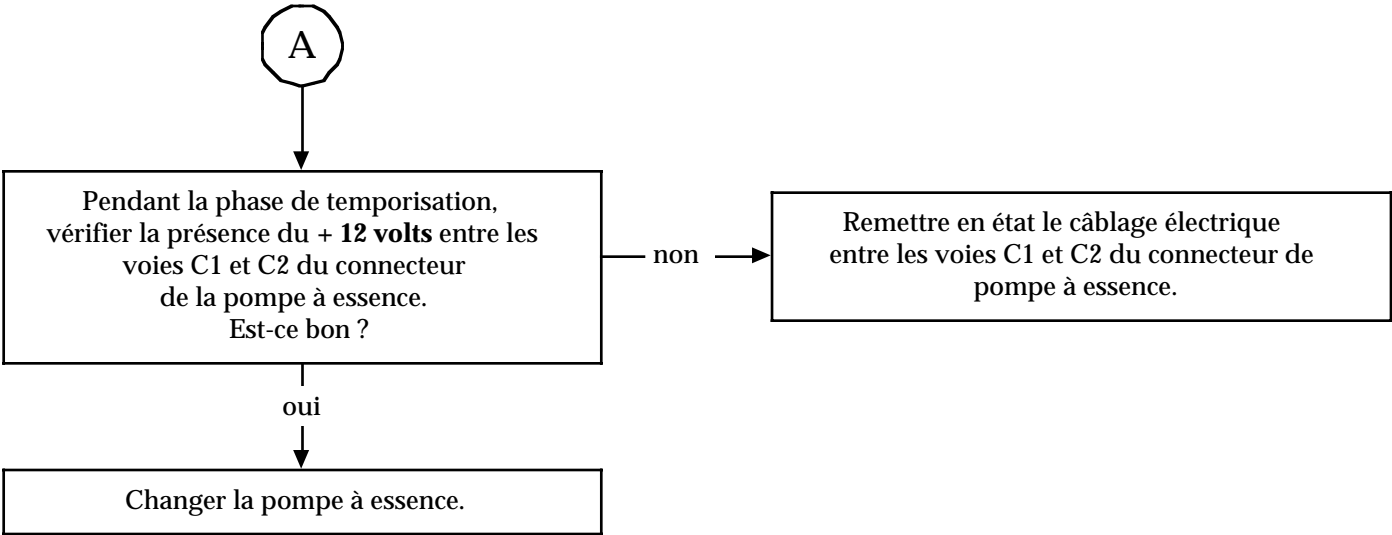 A
Pendant la phase de temporisation,
vérifier la présence du + 12 volts entre les
voies C1 et C2 du connecteur
de la pompe à essence.
Est-ce bon ?
non
Remettre en état le câblage électrique
entre les voies C1 et C2 du connecteur de
pompe à essence.
oui
Changer la pompe à essence.